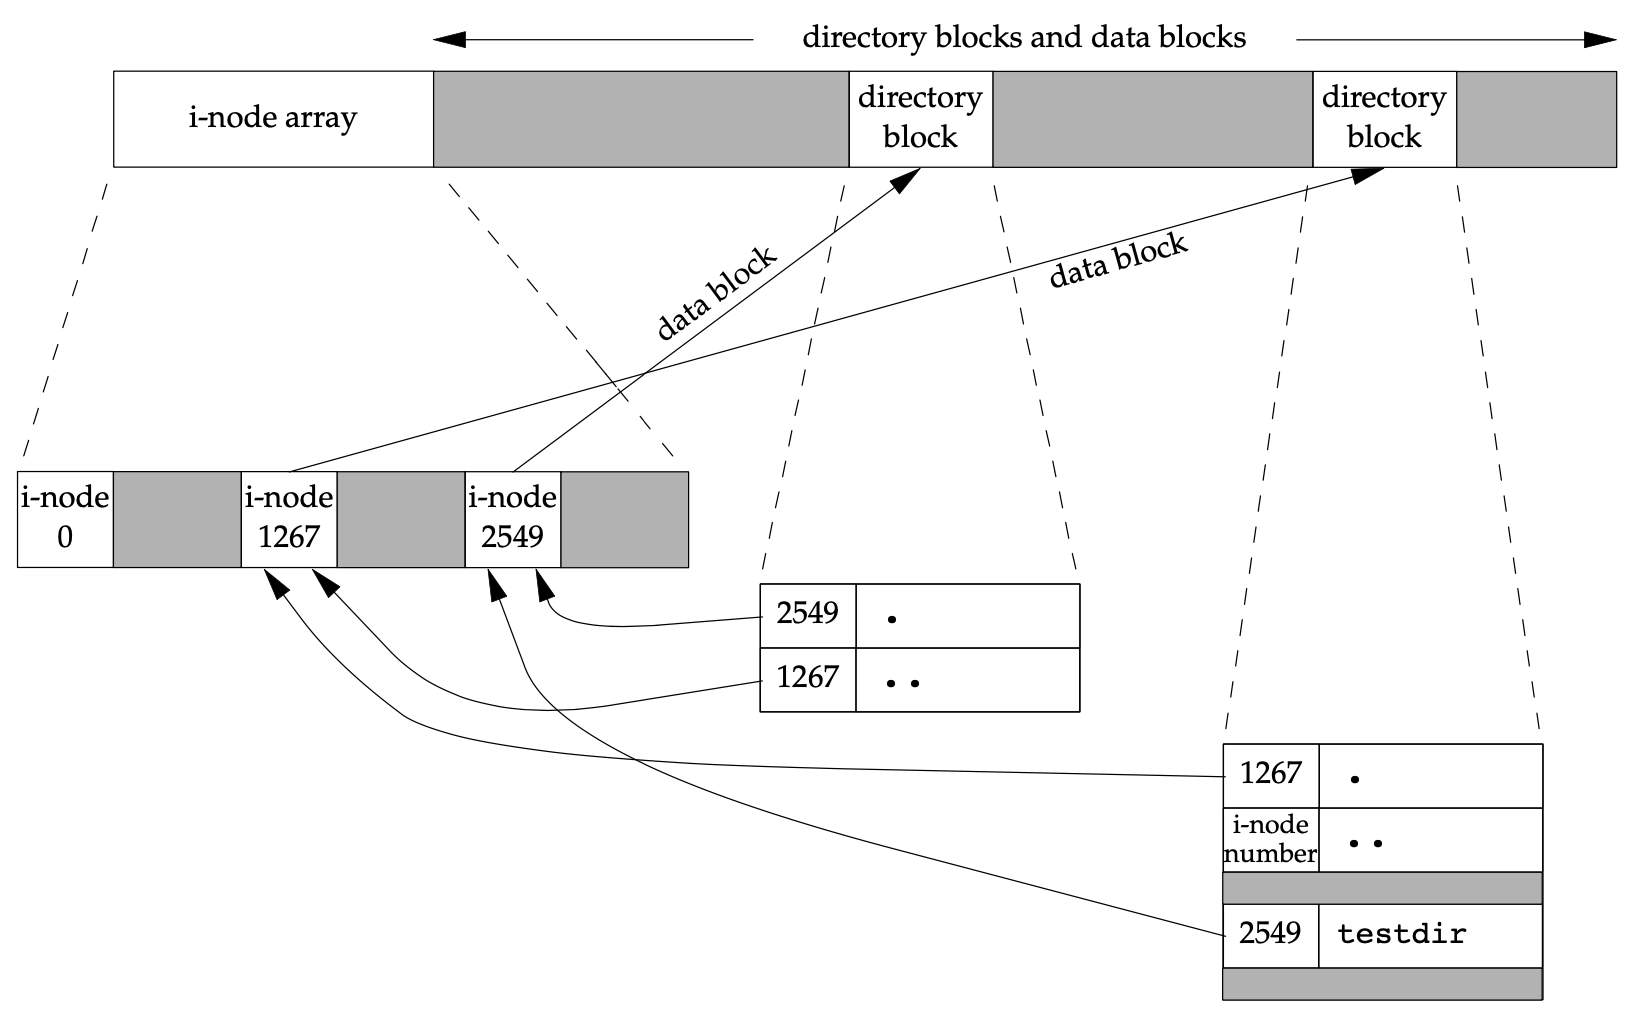 directory blocks and data blocks
i-node array
directory
block
directory
block
data block
data block
i-node
0
i-node
1267
i-node
2549
2549 .
1267 ..
1267 .
i-node
number ..
2549 testdir